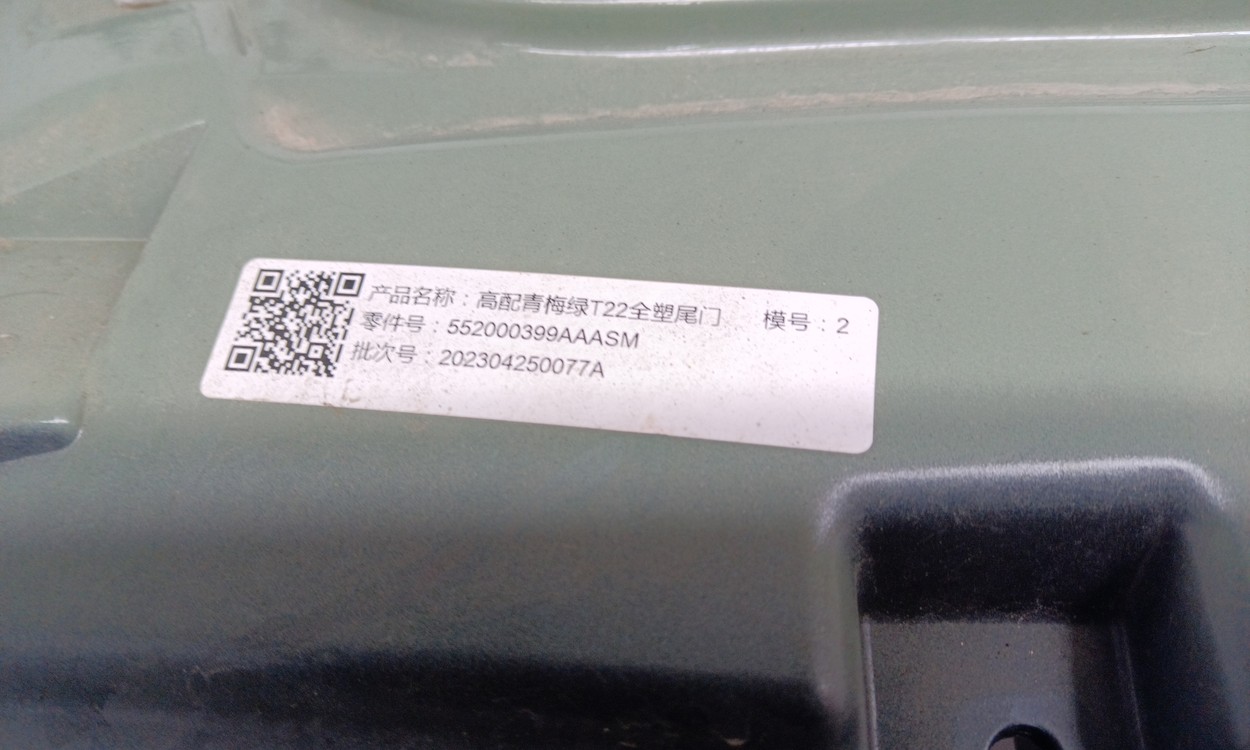 产品名称：高配青梅绿T22全塑尾门 模号：2
零件号：552000399AAASM
批次号：202304250077A